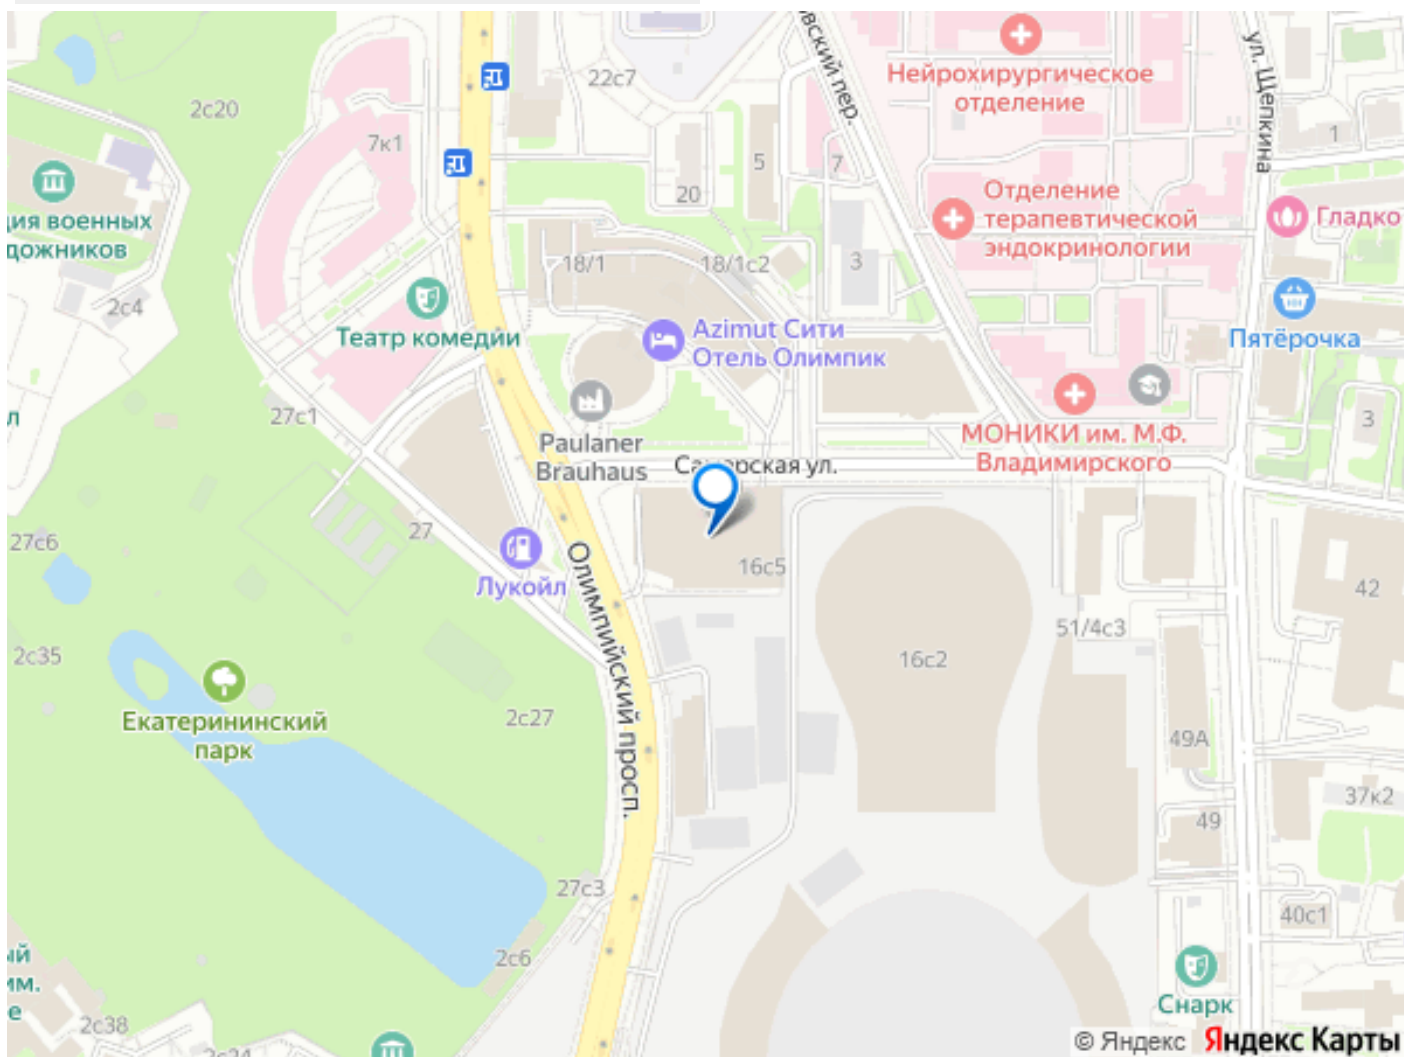 2с20
22с7
7к1
5
7
20
3
18/1
18/1с2
вский пер.
ул. Щепкина
1
Нейрохирургическое
отделение
Отделение
терапевтической
эндокринологии
Гладко
Пятёрочка
ция военных
дожников
2с4
Театр комедии
Azimut Сити
Отель Олимпик
27с1
Paulaner
Brauhaus
МОНИКИ им. М.Ф.
Владимирского
3
л
27
27с6
Лукойл
Олимпийский просп.
16с5
42
2с35
51/4с3
16с2
Екатерининский
парк
2с27
49А
37к2
49
27с3
40с1
2с6
ый
им.
е
2с38
2с24
Снарк
© Яндекс Яндекс Карты